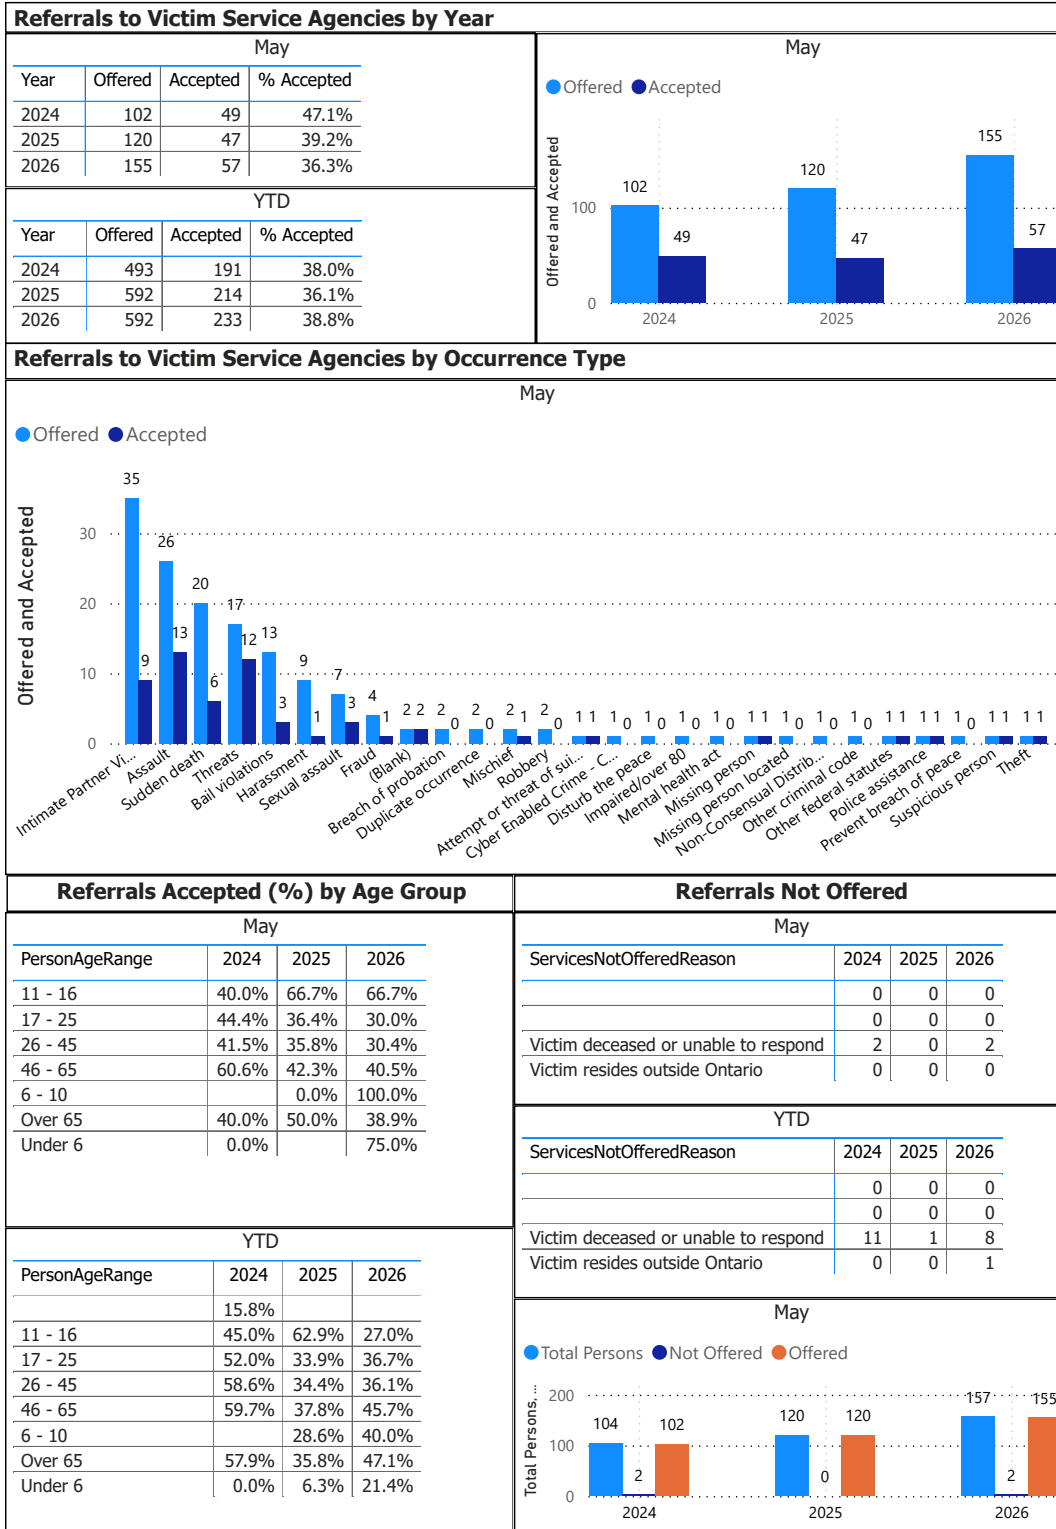 Referrals to Victim Service Agencies by Year
May
Year Offered Accepted % Accepted
2024 102 49 47.1%
2025 120 47 39.2%
2026 155 57 36.3%
YTD
Year Offered Accepted % Accepted
2024 493 191 38.0%
2025 592 214 36.1%
2026 592 233 38.8%
May
Offered Accepted
Offered and Accepted
100
0
102 49 120 47 155 57
2024 2025 2026
Referrals to Victim Service Agencies by Occurrence Type
May
Offered Accepted
Offered and Accepted
30
20
10
0
35 9 26 13 20 6 17 12 13 3 9 1 7 3 4 1 2 2 2 0 2 0 2 1 2 0 1 1 1 0 1 0 1 0 1 0 1 1 1 0 1 0 1 0 1 1 1 1 1 0 1 1 1 1
Intimate Partner Vi...
Assault
Sudden death
Threats
Bail violations
Harassment
Sexual assault
Fraud
(Blank)
Breach of probation
Duplicate occurrence
Mischief
Robbery
Attempt or threat of sui...
Cyber Enabled Crime - C...
Disturb the peace
Impaired/over 80
Mental health act
Missing person
Missing person located
Non-Consensual Distrib...
Other criminal code
Other federal statutes
Police assistance
Prevent breach of peace
Suspicious person
Theft
Referrals Accepted (%) by Age Group
May
PersonAgeRange 2024 2025 2026
11 - 16 40.0% 66.7% 66.7%
17 - 25 44.4% 36.4% 30.0%
26 - 45 41.5% 35.8% 30.4%
46 - 65 60.6% 42.3% 40.5%
6 - 10 0.0% 100.0%
Over 65 40.0% 50.0% 38.9%
Under 6 0.0% 75.0%
YTD
PersonAgeRange 2024 2025 2026
15.8%
11 - 16 45.0% 62.9% 27.0%
17 - 25 52.0% 33.9% 36.7%
26 - 45 58.6% 34.4% 36.1%
46 - 65 59.7% 37.8% 45.7%
6 - 10 28.6% 40.0%
Over 65 57.9% 35.8% 47.1%
Under 6 0.0% 6.3% 21.4%
Referrals Not Offered
May
ServicesNotOfferedReason 2024 2025 2026
0 0 0
0 0 0
Victim deceased or unable to respond 2 0 2
Victim resides outside Ontario 0 0 0
YTD
ServicesNotOfferedReason 2024 2025 2026
0 0 0
0 0 0
Victim deceased or unable to respond 11 1 8
Victim resides outside Ontario 0 0 1
May
Total Persons Not Offered Offered
Total Persons, ...
200
100
0
104 2 102 120 0 120 157 2 155
2024 2025 2026